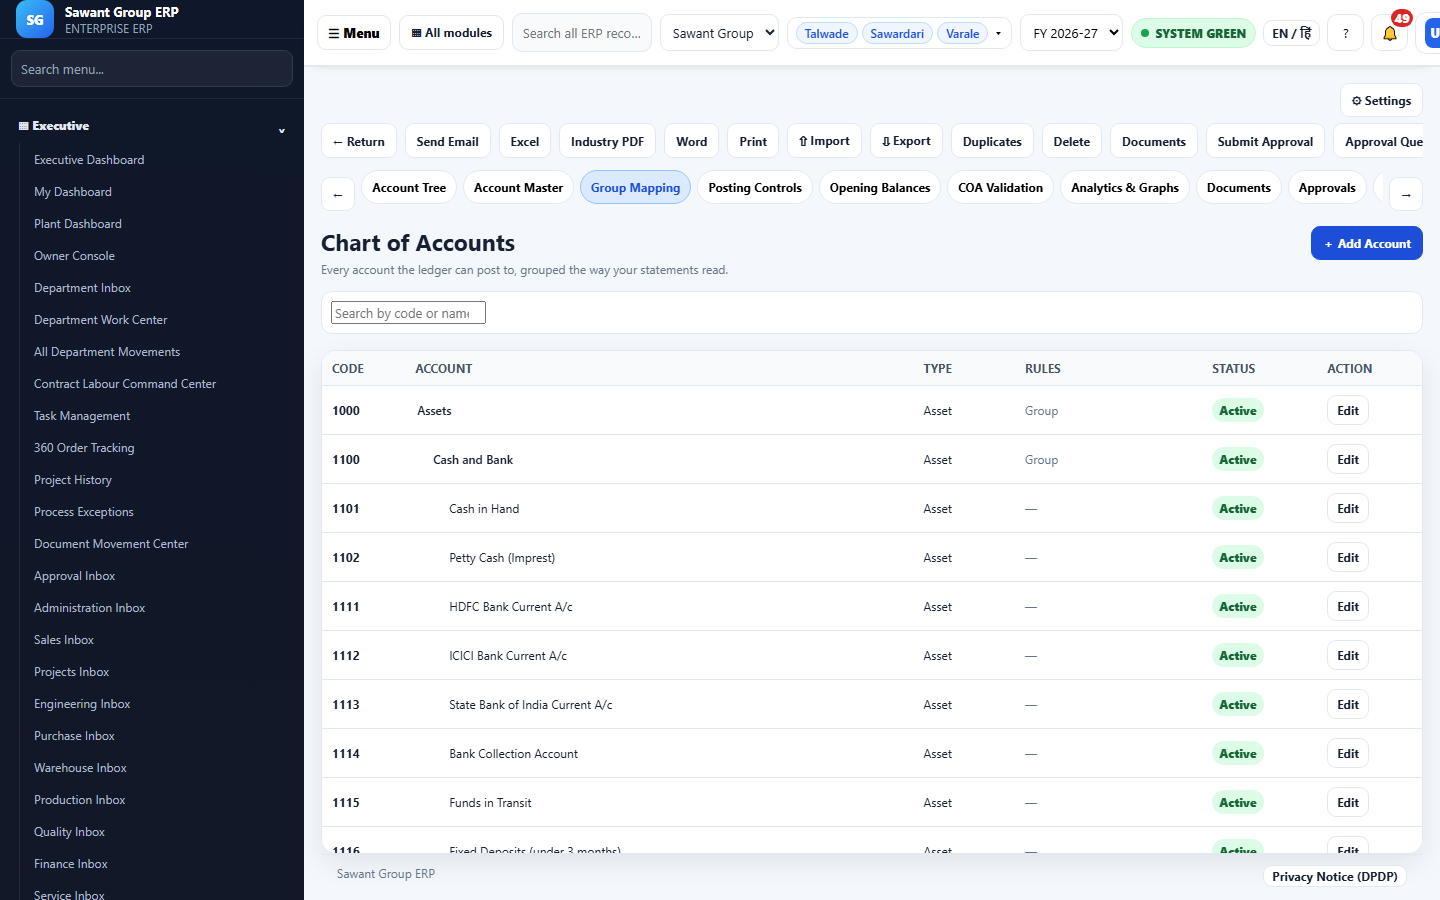 SG
Sawant Group ERP
ENTERPRISE ERP
Search menu...
Executive
Executive Dashboard
My Dashboard
Plant Dashboard
Owner Console
Department Inbox
Department Work Center
All Department Movements
Contract Labour Command Center
Task Management
360 Order Tracking
Project History
Process Exceptions
Document Movement Center
Approval Inbox
Administration Inbox
Sales Inbox
Projects Inbox
Engineering Inbox
Purchase Inbox
Warehouse Inbox
Production Inbox
Quality Inbox
Finance Inbox
Service Inbox
☰ Menu
All modules
Search all ERP reco...
Sawant Group
Talwade Sawardari Varale
FY 2026-27
SYSTEM GREEN
EN / हिं
?
49
U
⚙ Settings
← Return
Send Email
Excel
Industry PDF
Word
Print
⇧ Import
⇩ Export
Duplicates
Delete
Documents
Submit Approval
Approval Que
←
Account Tree
Account Master
Group Mapping
Posting Controls
Opening Balances
COA Validation
Analytics & Graphs
Documents
Approvals
→
Chart of Accounts
+ Add Account
Every account the ledger can post to, grouped the way your statements read.
Search by code or name
CODE ACCOUNT TYPE RULES STATUS ACTION
1000 Assets Asset Group Active Edit
1100 Cash and Bank Asset Group Active Edit
1101 Cash in Hand Asset — Active Edit
1102 Petty Cash (Imprest) Asset — Active Edit
1111 HDFC Bank Current A/c Asset — Active Edit
1112 ICICI Bank Current A/c Asset — Active Edit
1113 State Bank of India Current A/c Asset — Active Edit
1114 Bank Collection Account Asset — Active Edit
1115 Funds in Transit Asset — Active Edit
1116 Fixed Deposits (under 3 months) Asset Active Edit
Sawant Group ERP
Privacy Notice (DPDP)